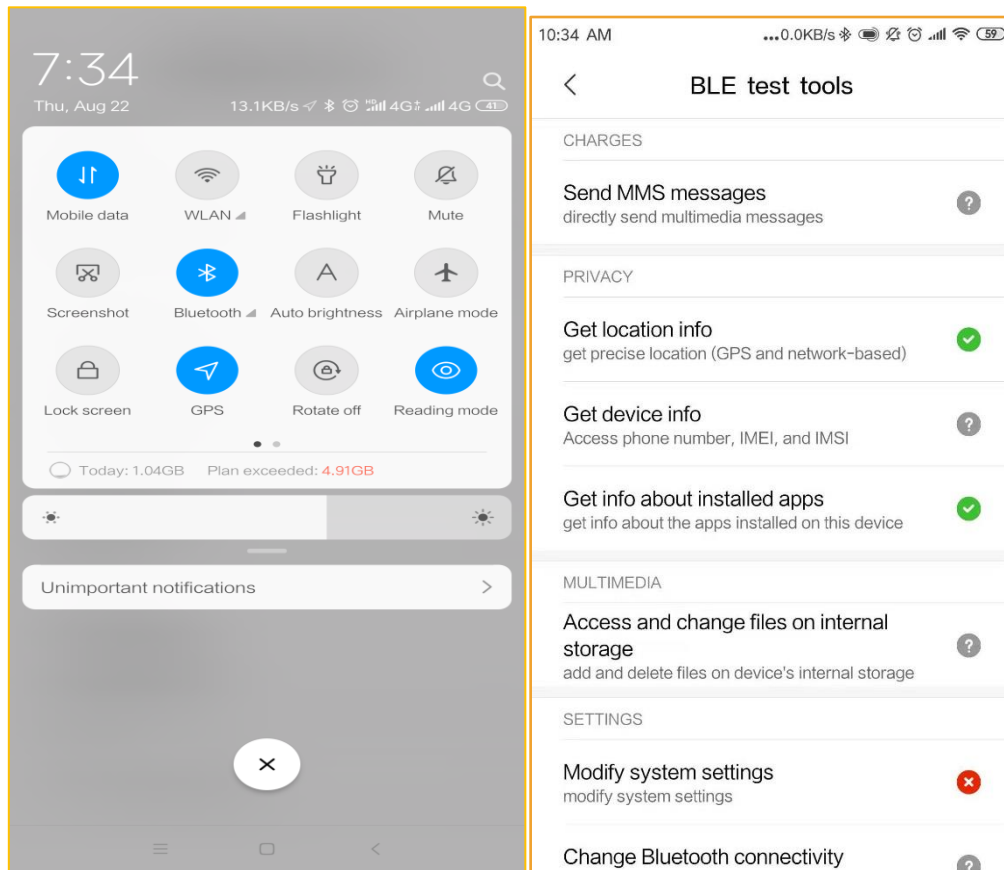 7:34
Thu, Aug 22
13.1KB/s HD 4G 4G 41
Mobile data WLAN Flashlight Mute
Screenshot Bluetooth Auto brightness Airplane mode
Lock screen GPS Rotate off Reading mode
Today: 1.04GB Plan exceeded: 4.91GB
Unimportant notifications
10:34 AM
...0.0KB/s 59
BLE test tools
CHARGES
Send MMS messages
directly send multimedia messages
PRIVACY
Get location info
get precise location (GPS and network-based)
Get device info
Access phone number, IMEI, and IMSI
Get info about installed apps
get info about the apps installed on this device
MULTIMEDIA
Access and change files on internal
storage
add and delete files on device's internal storage
SETTINGS
Modify system settings
modify system settings
Change Bluetooth connectivity